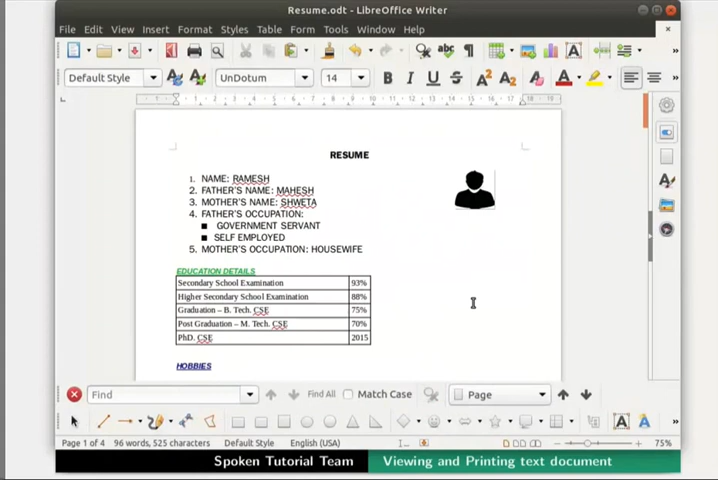 Resume.odt - LibreOffice Writer
File Edit View Insert Format Styles Table Form Tools Window Help
Default Style UnDotum 14
RESUME
1. NAME: RAMESH
2. FATHER'S NAME: MAHESH
3. MOTHER'S NAME: SHWETA
4. FATHER'S OCCUPATION:
■ GOVERNMENT SERVANT
■ SELF EMPLOYED
5. MOTHER'S OCCUPATION: HOUSEWIFE
EDUCATION DETAILS
Secondary School Examination 93%
Higher Secondary School Examination 88%
Graduation – B. Tech. CSE 75%
Post Graduation – M. Tech. CSE 70%
PhD. CSE 2015
HOBBIES
Find Find All Match Case Page
Page 1 of 4 96 words, 525 characters Default Style English (USA) 75%
Spoken Tutorial Team Viewing and Printing text document